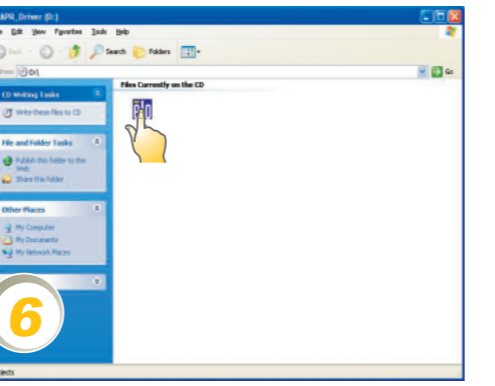 APR_Driver (D:)
Edit View Favorites Tools Help
Back Search Folders
D:\ Go
Files Currently on the CD
CD Writing Tasks
Write these files to CD
elo
File and Folder Tasks
Publish this folder to the
Web
Share this folder
Other Places
My Computer
My Documents
My Network Places
6